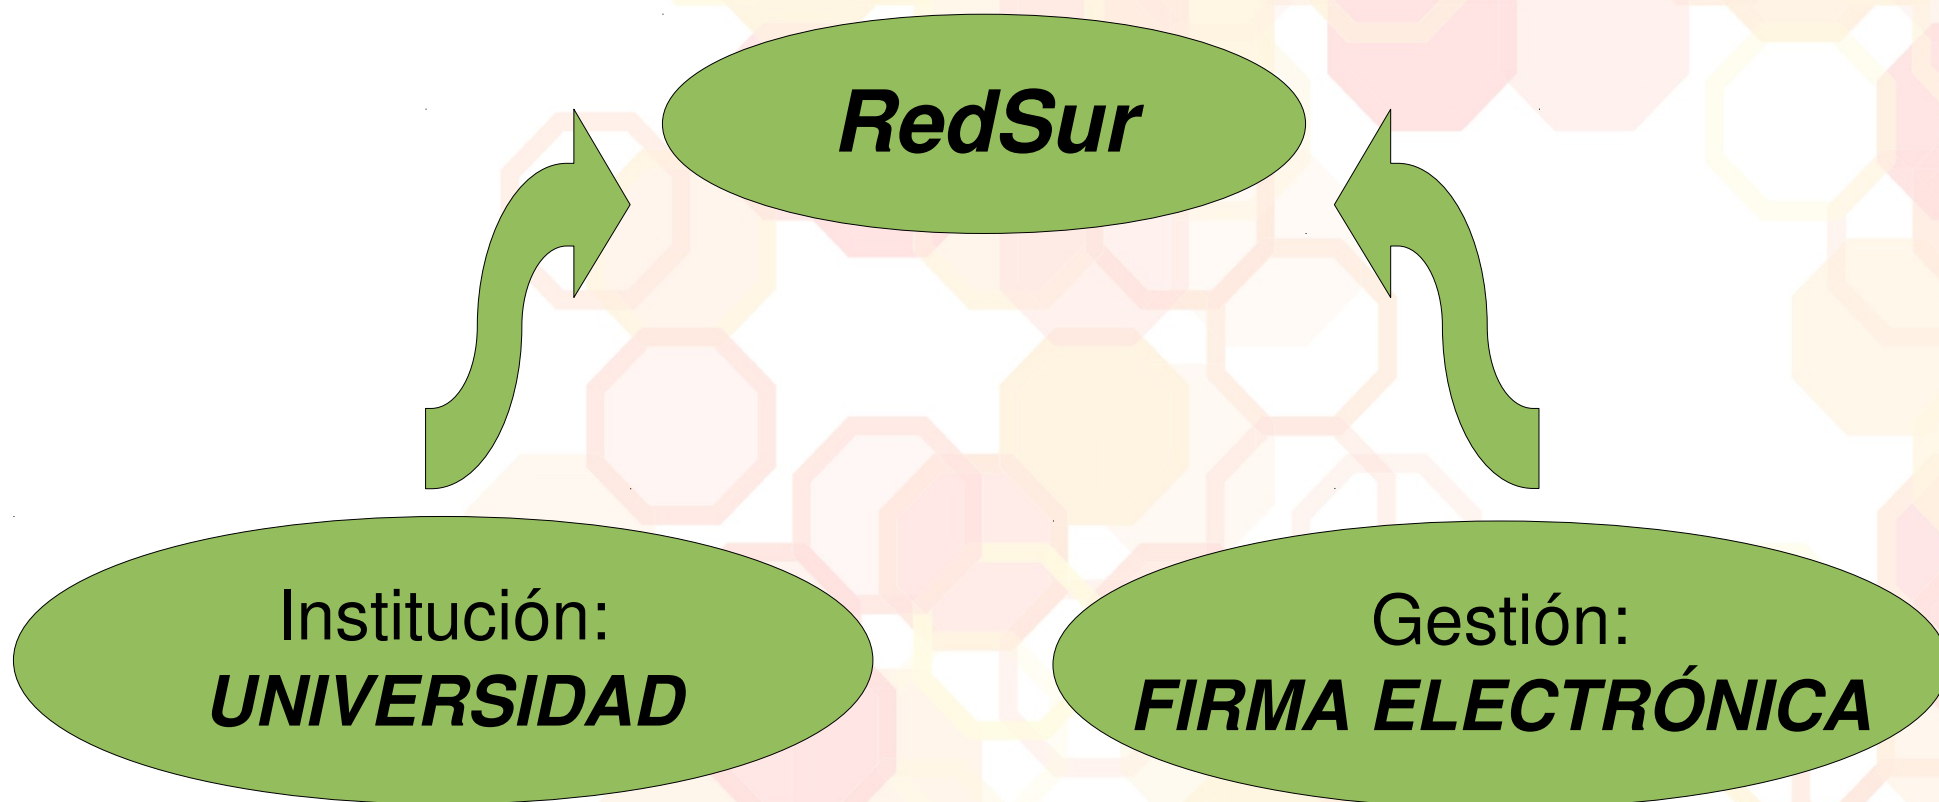 RedSur
Institución:
UNIVERSIDAD
Gestión:
FIRMA ELECTRÓNICA